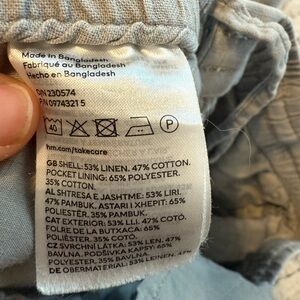 Made in Bangladesh
Fabriqué au Bangladesh
Hecho en Bangladesh
O/N 230574
P/N 0974321 5
40 P
hm.com/takecare
GB SHELL: 53% LINEN. 47% COTTON.
POCKET LINING: 65% POLYESTER.
35% COTTON.
AL SHTRESA E JASHTME: 53% LIRI.
47% PAMBUK. ASTARI I XHEPIT: 65%
POLIESTËR. 35% PAMBUK.
CAT EXTERIOR: 53% LLI. 47% COTÓ.
FOLRE DE LA BUTXACA: 65%
POLIÈSTER. 35% COTÓ.
CZ SVRCHNÍ LÁTKA: 53% LEN. 47%
BAVLNA. PODŠÍVKA KAPSY: 65%
POLYESTER. 35% BAVLNA.
DE OBERMATERIAL: 53% LEINEN. 47%